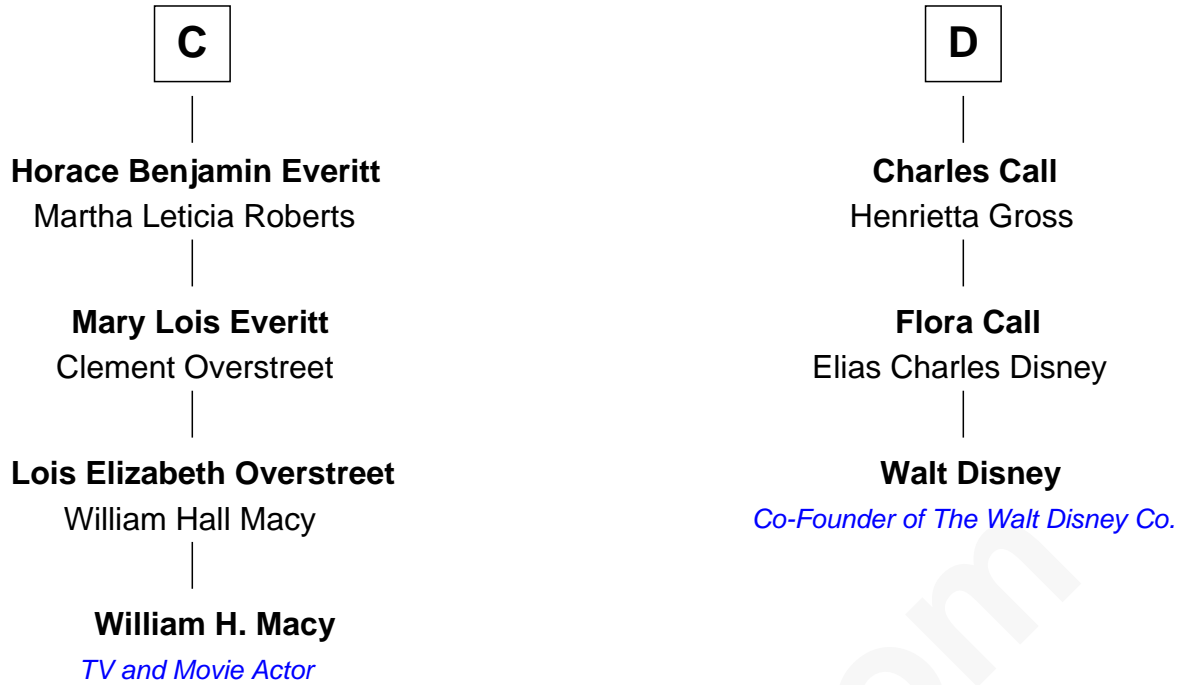 C
Horace Benjamin Everitt
Martha Leticia Roberts
Mary Lois Everitt
Clement Overstreet
Lois Elizabeth Overstreet
William Hall Macy
William H. Macy
TV and Movie Actor
D
Charles Call
Henrietta Gross
Flora Call
Elias Charles Disney
Walt Disney
Co-Founder of The Walt Disney Co.
om